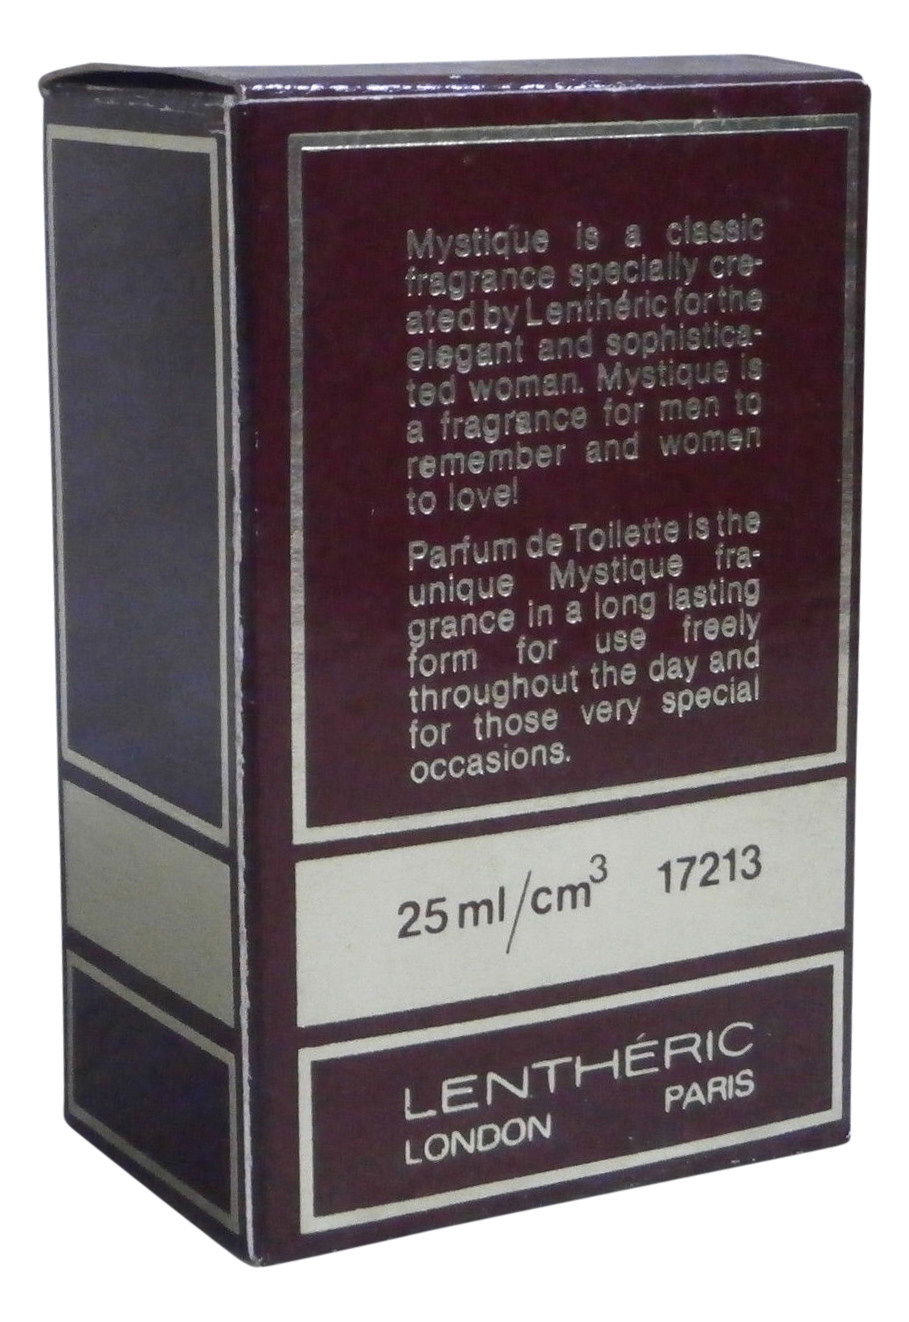 Mystique is a classic
fragrance specially cre-
ated by Lenthéric for the
elegant and sophistica-
ted woman. Mystique is
a fragrance for men to
remember and women
to love!
Parfum de Toilette is the
unique Mystique fra-
grance in a long lasting
form for use freely
throughout the day and
for those very special
occasions.
25 ml/cm³ 17213
LENTHÉRIC
LONDON PARIS